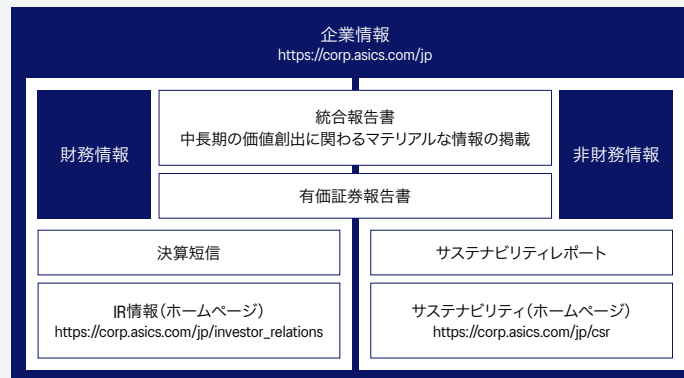 企業情報
https://corp.asics.com/jp
財務情報
統合報告書
中長期の価値創出に関わるマテリアルな情報の掲載
非財務情報
有価証券報告書
決算短信
サステナビリティレポート
IR情報（ホームページ）
https://corp.asics.com/jp/investor_relations
サステナビリティ（ホームページ）
https://corp.asics.com/jp/csr